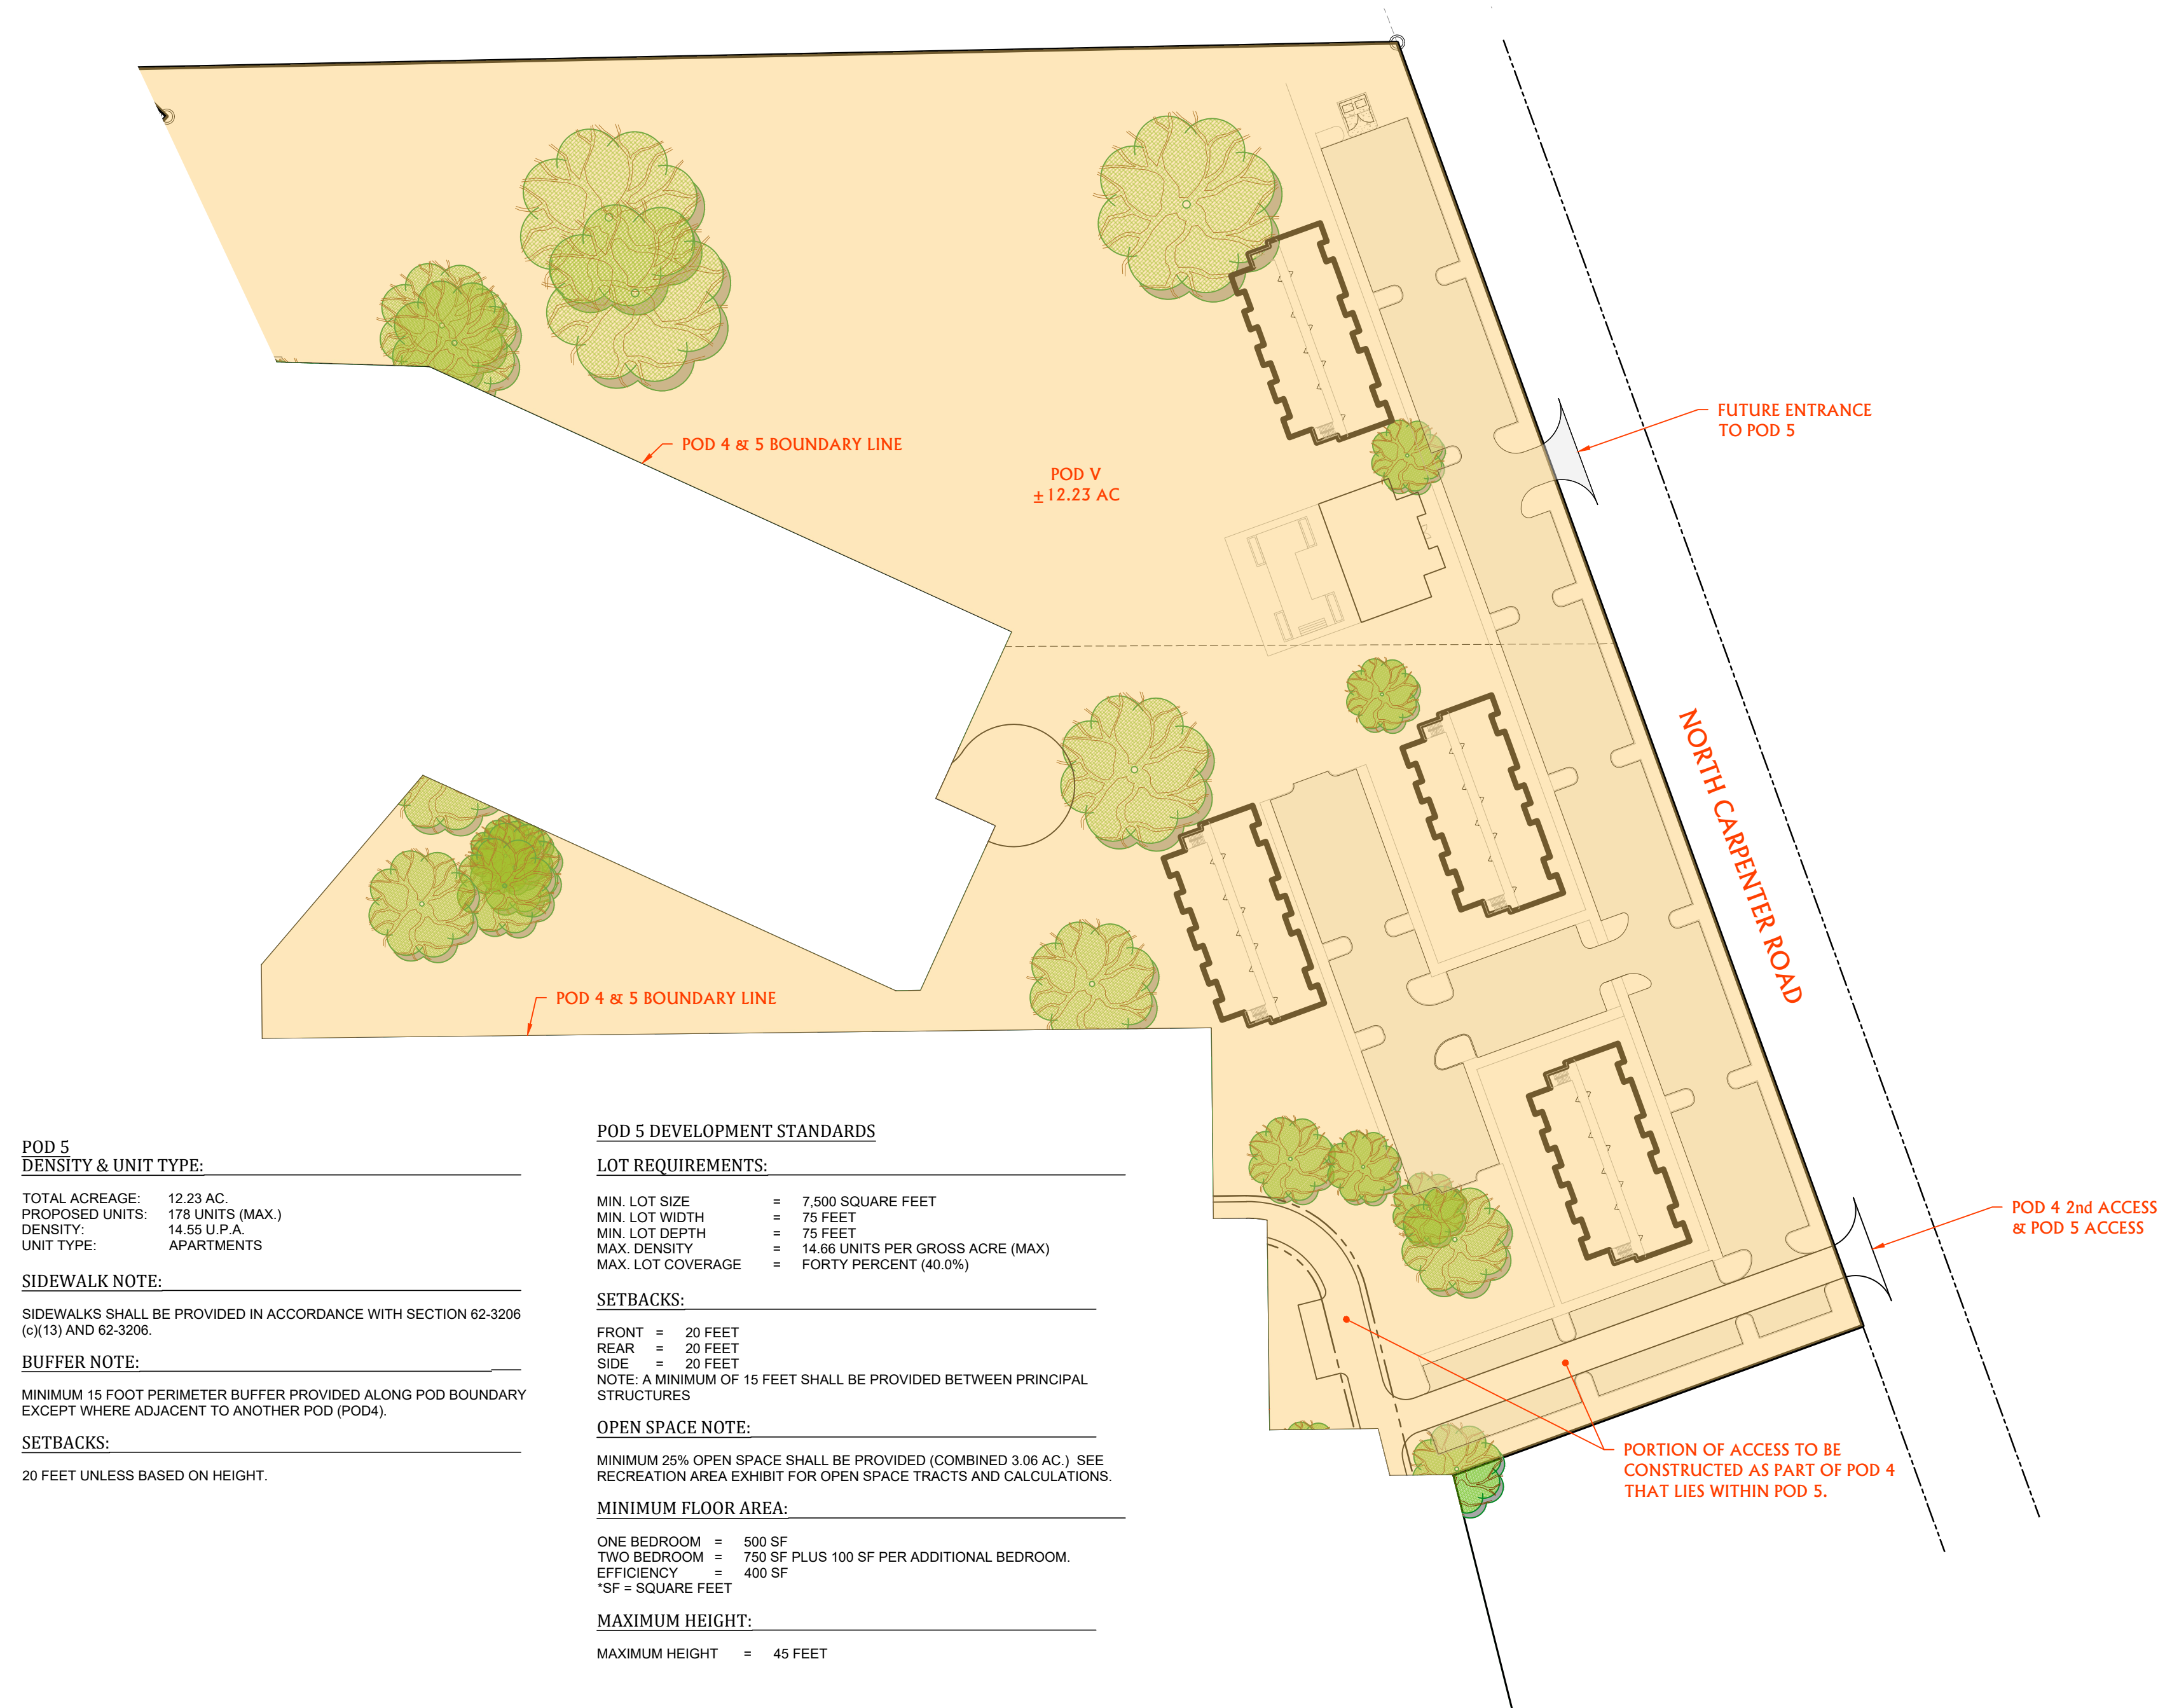 FUTURE ENTRANCE
TO POD 5
POD 4 & 5 BOUNDARY LINE
POD V
±12.23 AC
NORTH CARPENTER ROAD
POD 4 & 5 BOUNDARY LINE
POD 4 2nd ACCESS
& POD 5 ACCESS
PORTION OF ACCESS TO BE
CONSTRUCTED AS PART OF POD 4
THAT LIES WITHIN POD 5.
POD 5
DENSITY & UNIT TYPE:
TOTAL ACREAGE: 12.23 AC.
PROPOSED UNITS: 178 UNITS (MAX.)
DENSITY: 14.55 U.P.A.
UNIT TYPE: APARTMENTS
SIDEWALK NOTE:
SIDEWALKS SHALL BE PROVIDED IN ACCORDANCE WITH SECTION 62-3206
(c)(13) AND 62-3206.
BUFFER NOTE:
MINIMUM 15 FOOT PERIMETER BUFFER PROVIDED ALONG POD BOUNDARY
EXCEPT WHERE ADJACENT TO ANOTHER POD (POD4).
SETBACKS:
20 FEET UNLESS BASED ON HEIGHT.
POD 5 DEVELOPMENT STANDARDS
LOT REQUIREMENTS:
MIN. LOT SIZE = 7,500 SQUARE FEET
MIN. LOT WIDTH = 75 FEET
MIN. LOT DEPTH = 75 FEET
MAX. DENSITY = 14.66 UNITS PER GROSS ACRE (MAX)
MAX. LOT COVERAGE = FORTY PERCENT (40.0%)
SETBACKS:
FRONT = 20 FEET
REAR = 20 FEET
SIDE = 20 FEET
NOTE: A MINIMUM OF 15 FEET SHALL BE PROVIDED BETWEEN PRINCIPAL
STRUCTURES
OPEN SPACE NOTE:
MINIMUM 25% OPEN SPACE SHALL BE PROVIDED (COMBINED 3.06 AC.) SEE
RECREATION AREA EXHIBIT FOR OPEN SPACE TRACTS AND CALCULATIONS.
MINIMUM FLOOR AREA:
ONE BEDROOM = 500 SF
TWO BEDROOM = 750 SF PLUS 100 SF PER ADDITIONAL BEDROOM.
EFFICIENCY = 400 SF
*SF = SQUARE FEET
MAXIMUM HEIGHT:
MAXIMUM HEIGHT = 45 FEET